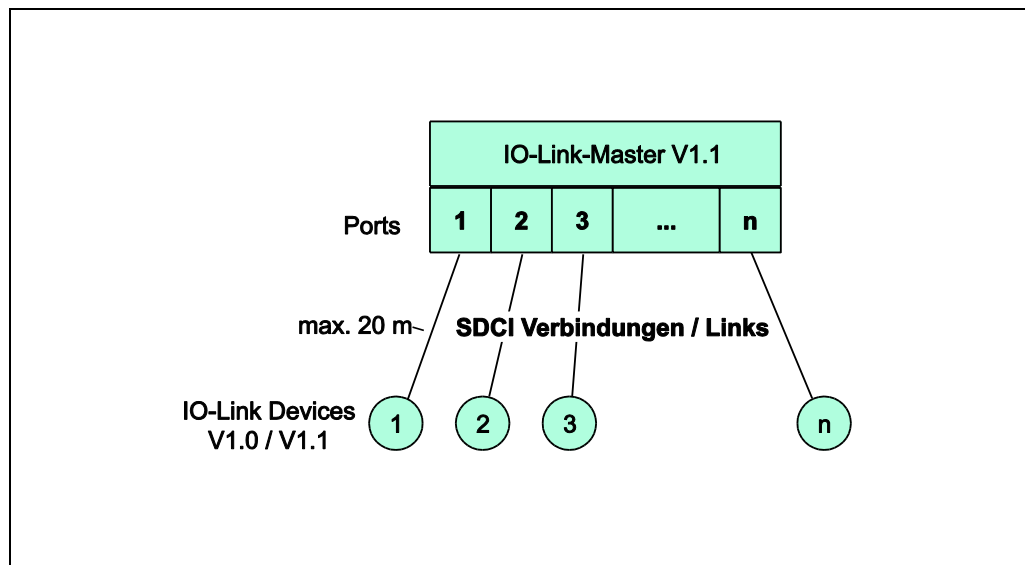 IO-Link-Master V1.1
Ports
1 2 3 ... n
max. 20 m
SDCI Verbindungen / Links
IO-Link Devices
V1.0 / V1.1
1 2 3 n